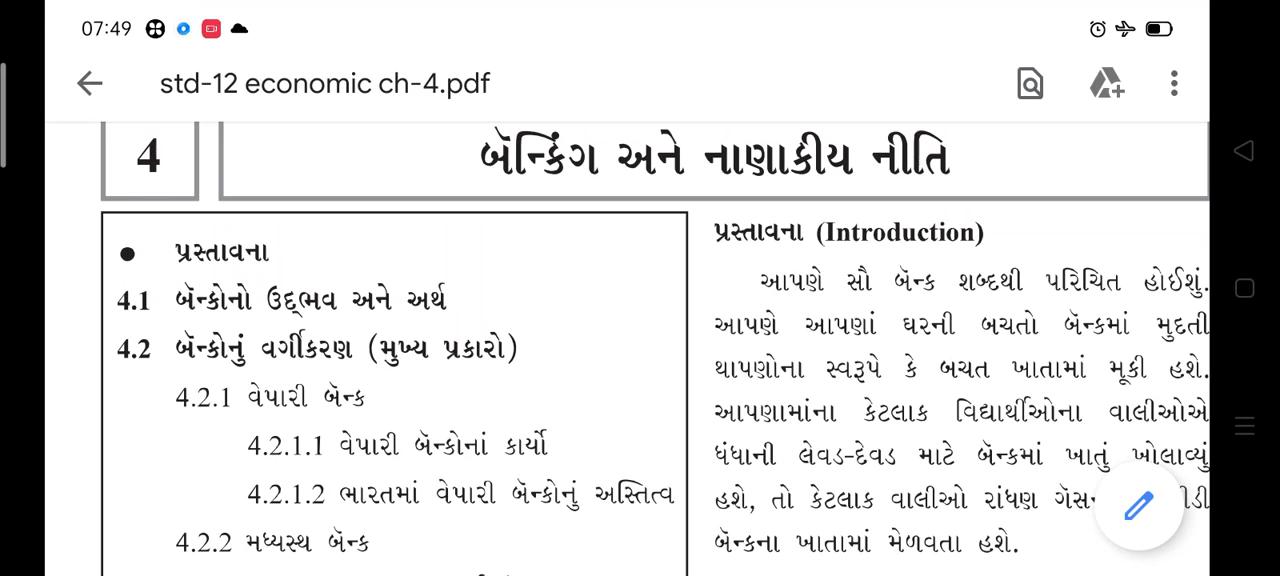 07:49
std-12 economic ch-4.pdf
4
બૅન્કિંગ અને નાણાકીય નીતિ
● પ્રસ્તાવના
4.1 બૅન્કોનો ઉદ્ભવ અને અર્થ
4.2 બૅન્કોનું વર્ગીકરણ (મુખ્ય પ્રકારો)
4.2.1 વેપારી બૅન્ક
4.2.1.1 વેપારી બૅન્કોનાં કાર્યો
4.2.1.2 ભારતમાં વેપારી બૅન્કોનું અસ્તિત્વ
4.2.2 મધ્યસ્થ બૅન્ક
પ્રસ્તાવના (Introduction)
આપણે સૌ બૅન્ક શબ્દથી પરિચિત હોઈશું.
આપણે આપણાં ઘરની બચતો બૅન્કમાં મુદતી
થાપણોના સ્વરૂપે કે બચત ખાતામાં મૂકી હશે.
આપણામાંના કેટલાક વિદ્યાર્થીઓના વાલીઓએ
ધંધાની લેવડ-દેવડ માટે બૅન્કમાં ખાતું ખોલાવ્યું
હશે, તો કેટલાક વાલીઓ રાંધણ ગૅસ
બૅન્કના ખાતામાં મેળવતા હશે.